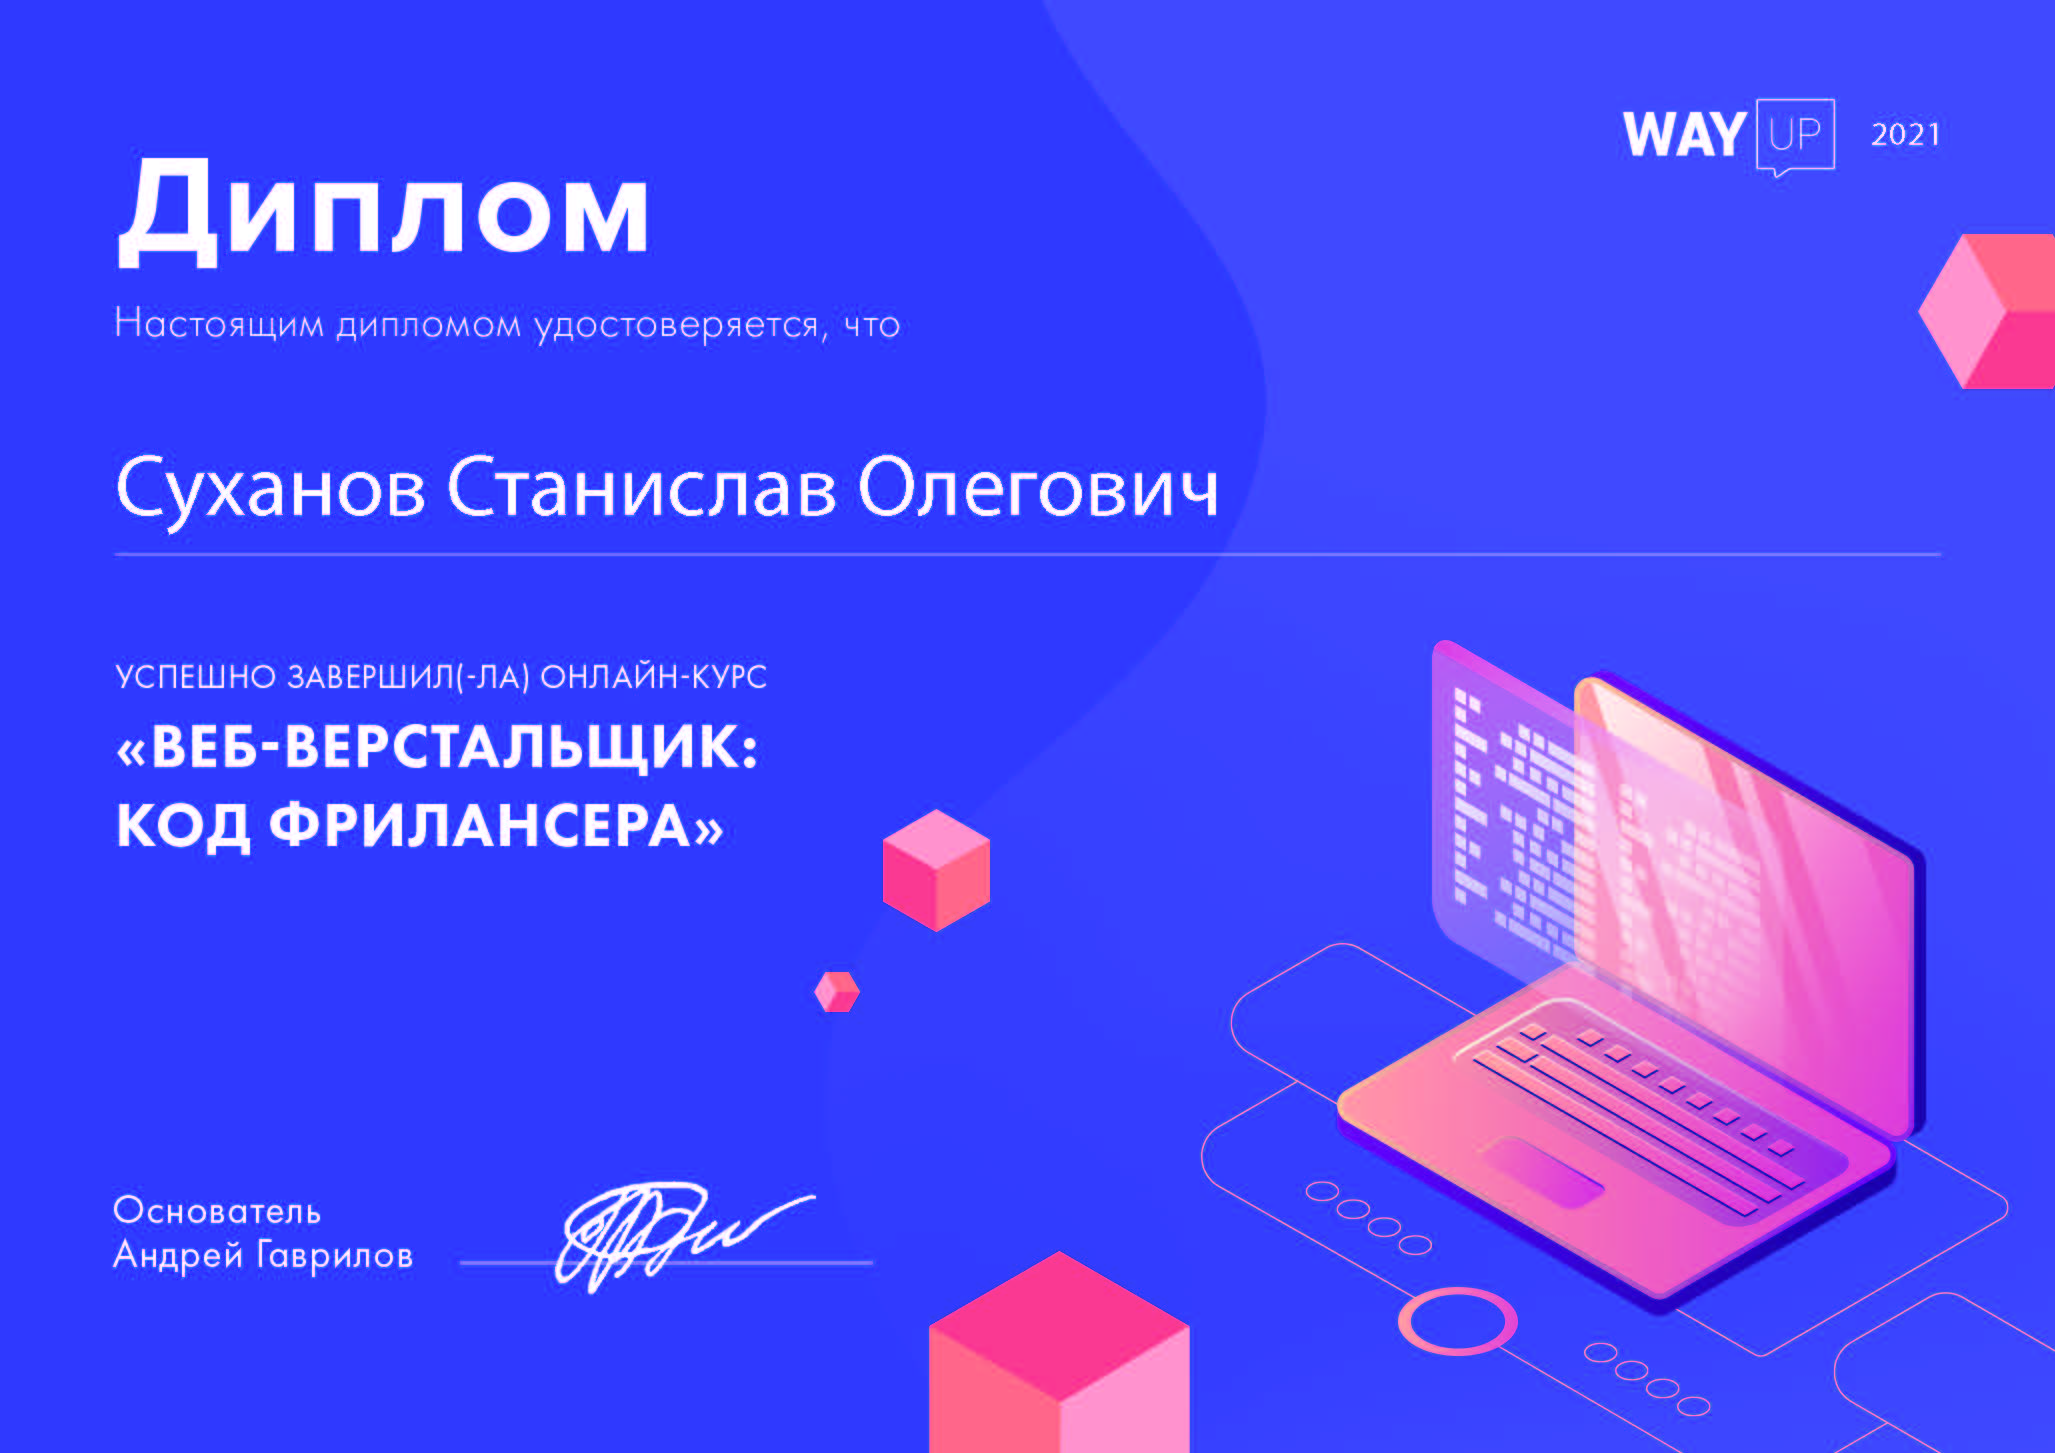 WAY UP 2021
Диплом
Настоящим дипломом удостоверяется, что
Суханов Станислав Олегович
УСПЕШНО ЗАВЕРШИЛ(-ЛА) ОНЛАЙН-КУРС
«ВЕБ-ВЕРСТАЛЬЩИК:
КОД ФРИЛАНСЕРА»
Основатель
Андрей Гаврилов